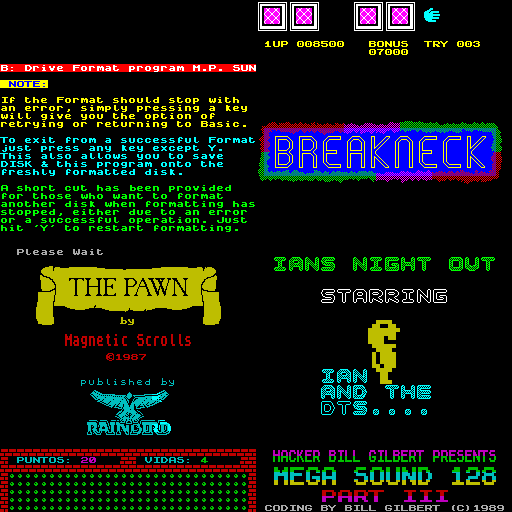 1UP 008500 BONUS TRY 003
07000
B: Drive Format program M.P. SUN
NOTE:
If the Format should stop with
an error, simply pressing a key
will give you the option of
retrying or returning to Basic.
To exit from a successful Format
just press any key except Y.
This also allows you to save
DISK & this program onto the
freshly formatted disk.
A short cut has been provided
for those who want to format
another disk when formatting has
stopped, either due to an error
or a successful operation. Just
hit 'Y' to restart formatting.
BREAKNECK
Please Wait
THE PAWN
by
Magnetic Scrolls
©1987
published by
RAINBIRD
IANS NIGHT OUT
STARRING
IAN
AND THE
DTS....
PUNTOS: 20 VIDAS: 4
HACKER BILL GILBERT PRESENTS
MEGA SOUND 128
PART III
CODING BY BILL GILBERT (C)1989